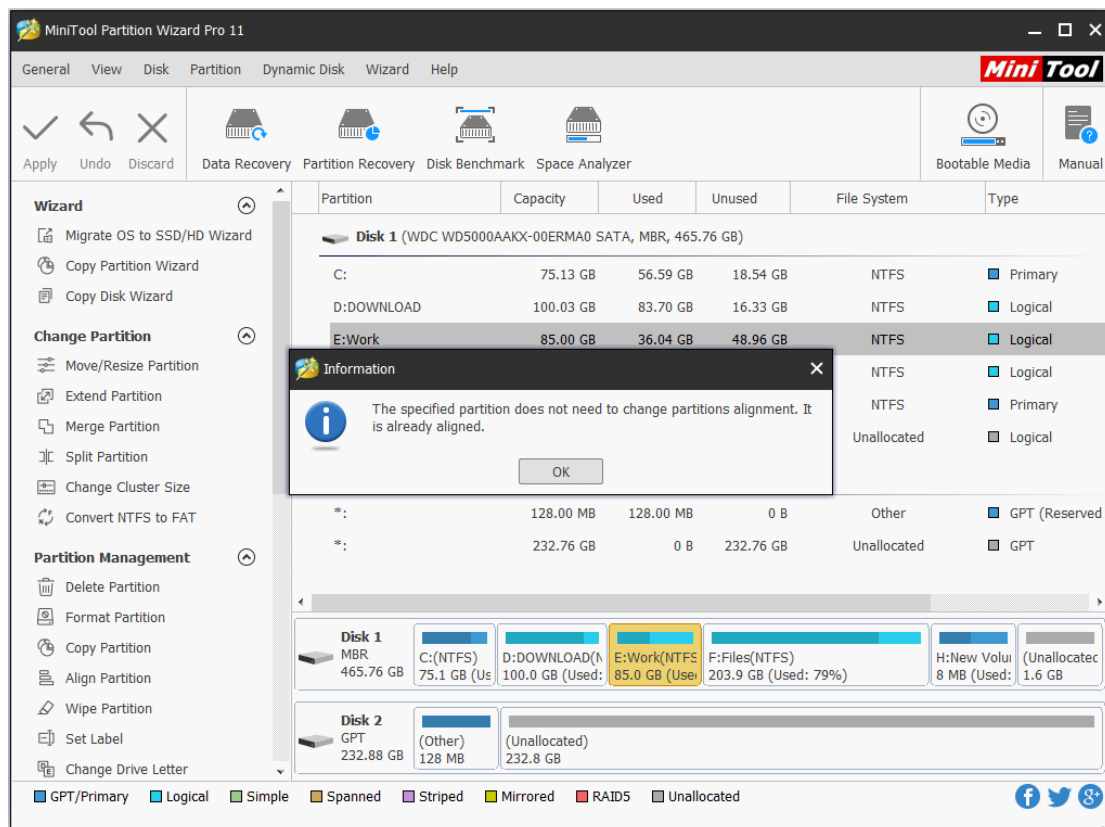 MiniTool Partition Wizard Pro 11
General View Disk Partition Dynamic Disk Wizard Help
Mini Tool
Apply Undo Discard Data Recovery Partition Recovery Disk Benchmark Space Analyzer Bootable Media Manual
Wizard
Migrate OS to SSD/HD Wizard
Copy Partition Wizard
Copy Disk Wizard
Change Partition
Move/Resize Partition
Extend Partition
Merge Partition
Split Partition
Change Cluster Size
Convert NTFS to FAT
Partition Management
Delete Partition
Format Partition
Copy Partition
Align Partition
Wipe Partition
Set Label
Change Drive Letter
Partition Capacity Used Unused File System Type
Disk 1 (WDC WD5000AAKX-00ERMA0 SATA, MBR, 465.76 GB)
C: 75.13 GB 56.59 GB 18.54 GB NTFS Primary
D:DOWNLOAD 100.03 GB 83.70 GB 16.33 GB NTFS Logical
E:Work 85.00 GB 36.04 GB 48.96 GB NTFS Logical
NTFS Logical
NTFS Primary
Unallocated Logical
Information
The specified partition does not need to change partitions alignment. It
is already aligned.
OK
*: 128.00 MB 128.00 MB 0 B Other GPT (Reserved
*: 232.76 GB 0 B 232.76 GB Unallocated GPT
Disk 1
MBR
465.76 GB
C:(NTFS)
75.1 GB (Us
D:DOWNLOAD(N
100.0 GB (Used:
E:Work(NTFS
85.0 GB (Use
F:Files(NTFS)
203.9 GB (Used: 79%)
H:New Volu
8 MB (Used:
(Unallocatec
1.6 GB
Disk 2
GPT
232.88 GB
(Other)
128 MB
(Unallocated)
232.8 GB
GPT/Primary Logical Simple Spanned Striped Mirrored RAID5 Unallocated